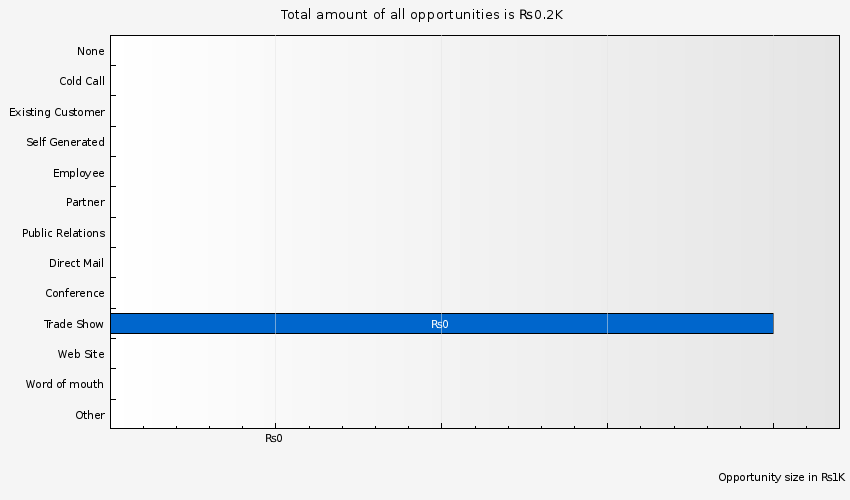 Total amount of all opportunities is Rs0.2K
None
Cold Call
Existing Customer
Self Generated
Employee
Partner
Public Relations
Direct Mail
Conference
Trade Show
Rs0
Web Site
Word of mouth
Other
Rs0
Opportunity size in Rs1K